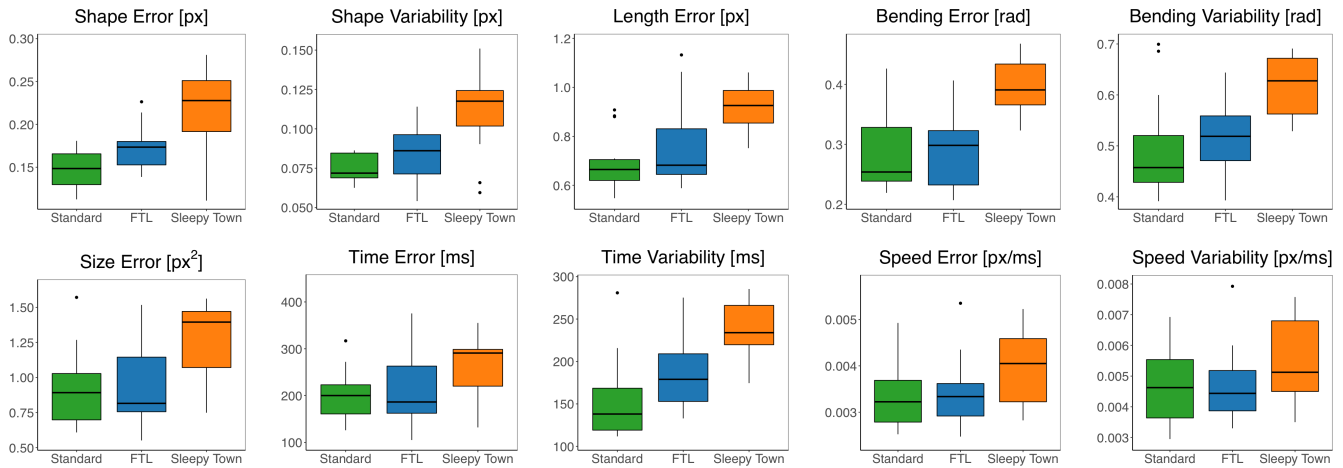 Shape Error [px]
0.30
0.25
0.20
0.15
Standard FTL Sleepy Town
Shape Variability [px]
0.150
0.125
0.100
0.075
0.050
Standard FTL Sleepy Town
Length Error [px]
1.2
1.0
0.8
0.6
Standard FTL Sleepy Town
Bending Error [rad]
0.4
0.3
0.2
Standard FTL Sleepy Town
Bending Variability [rad]
0.7
0.6
0.5
0.4
Standard FTL Sleepy Town
Size Error [px²]
1.50
1.25
1.00
0.75
0.50
Standard FTL Sleepy Town
Time Error [ms]
400
300
200
100
Standard FTL Sleepy Town
Time Variability [ms]
300
250
200
150
100
Standard FTL Sleepy Town
Speed Error [px/ms]
0.005
0.004
0.003
Standard FTL Sleepy Town
Speed Variability [px/ms]
0.008
0.007
0.006
0.005
0.004
0.003
Standard FTL Sleepy Town